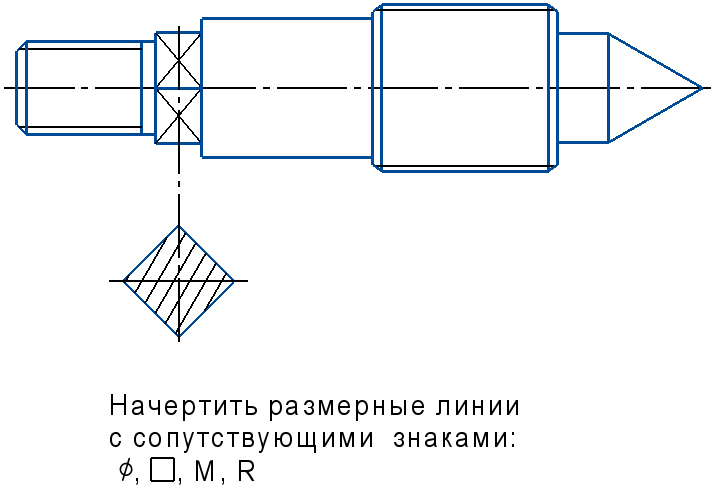 Начертить размерные линии
с сопутствующими знаками:
⌀, □, M, R